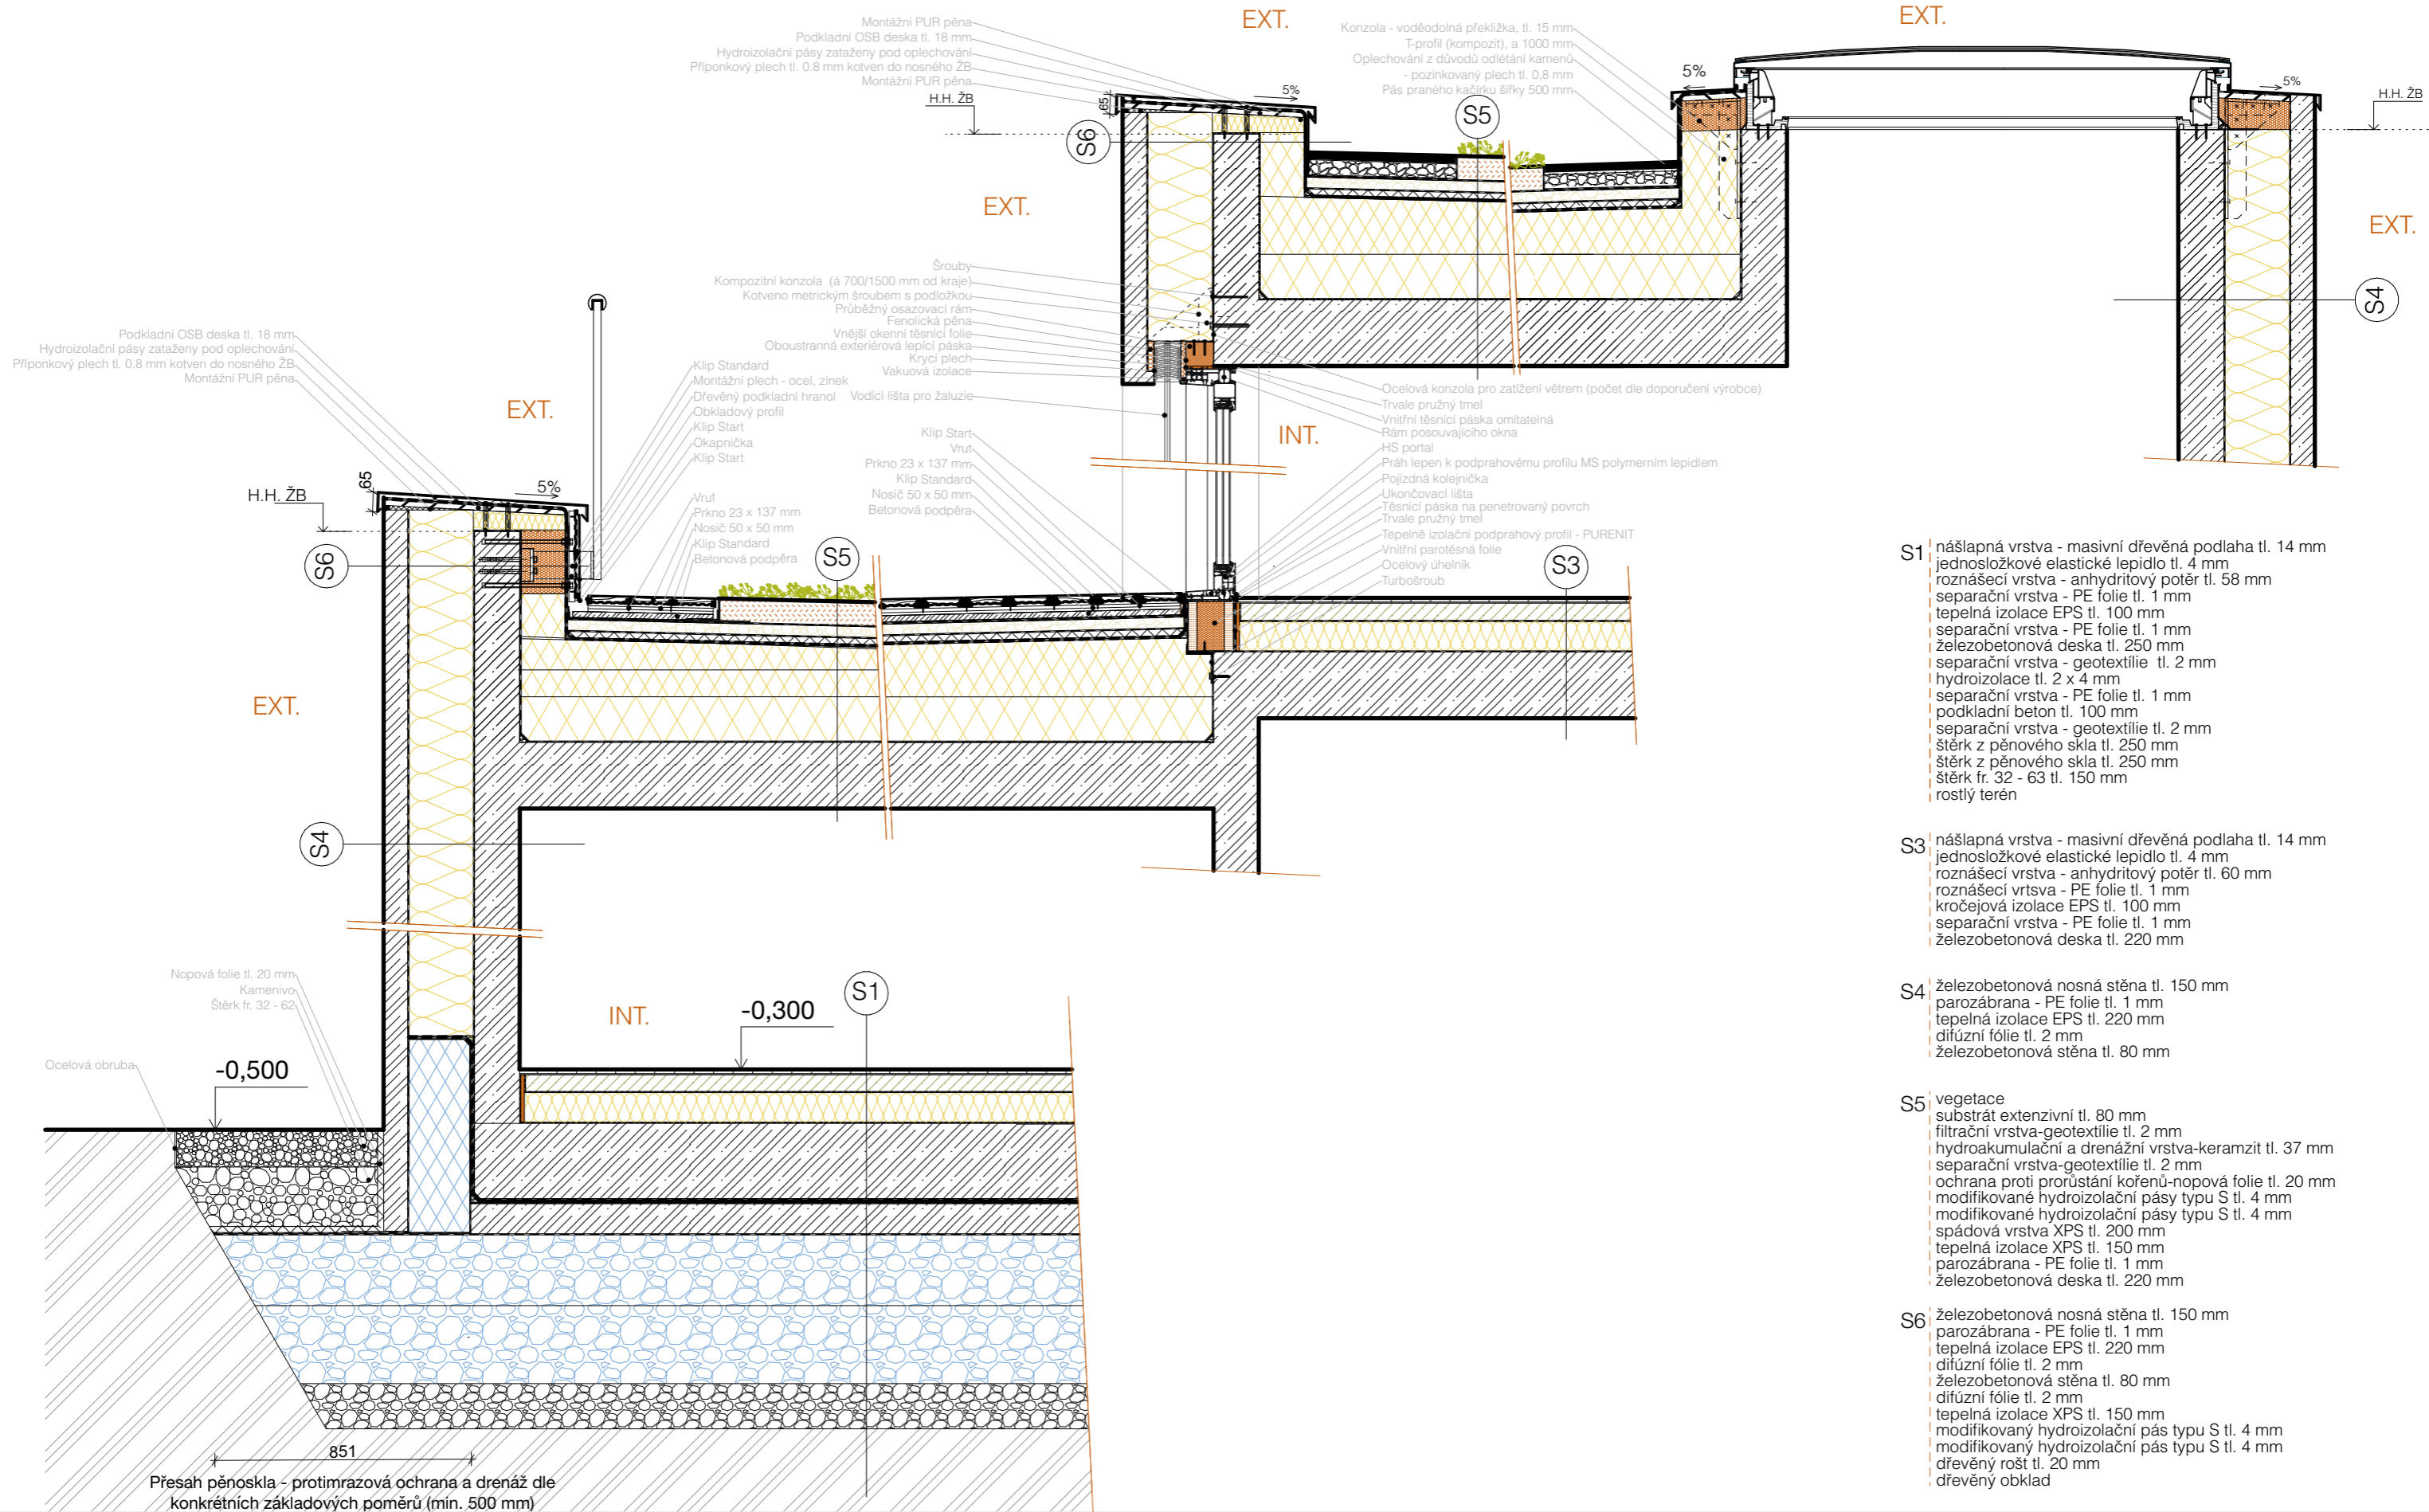 EXT.
EXT.
Montážní PUR pěna
Podkladní OSB deska tl. 18 mm
Hydroizolační pásy zataženy pod oplechování
Příponkový plech tl. 0.8 mm kotven do nosného ŽB
Montážní PUR pěna
Konzola - voděodolná překližka, tl. 15 mm
T-profil (kompozit), a 1000 mm
Oplechování z důvodů odlétání kamenů
- pozinkovaný plech tl. 0,8 mm
Pás praného kačírku šířky 500 mm
H.H. ŽB
65
5%
S6
S5
5%
5%
H.H. ŽB
EXT.
EXT.
S4
Šrouby
Kompozitní konzola (á 700/1500 mm od kraje)
Kotveno metrickým šroubem s podložkou
Průběžný osazovací rám
Fenolická pěna
Vnější okenní těsnící folie
Oboustranná exteriérová lepící páska
Krycí plech
Vakuová izolace
Vodící lišta pro žaluzie
Podkladní OSB deska tl. 18 mm
Hydroizolační pásy zataženy pod oplechování
Příponkový plech tl. 0.8 mm kotven do nosného ŽB
Montážní PUR pěna
EXT.
Klip Standard
Montážní plech - ocel, zinek
Dřevěný podkladní hranol
Obkladový profil
Klip Start
Okapnička
Klip Start
Vrut
Prkno 23 x 137 mm
Nosič 50 x 50 mm
Klip Standard
Betonová podpěra
Klip Start
Vrut
Prkno 23 x 137 mm
Klip Standard
Nosič 50 x 50 mm
Betonová podpěra
INT.
Ocelová konzola pro zatížení větrem (počet dle doporučení výrobce)
Trvale pružný tmel
Vnitřní těsnící páska omítatelná
Rám posouvajícího okna
HS portal
Práh lepen k podprahovému profilu MS polymerním lepidlem
Pojízdná kolejnička
Ukončovací lišta
Těsnící páska na penetrovaný povrch
Trvale pružný tmel
Tepelně izolační podprahový profil - PURENIT
Vnitřní parotěsná folie
Ocelový úhelník
Turbošroub
H.H. ŽB
65
5%
S6
S5
S3
EXT.
S4
Nopová folie tl. 20 mm
Kamenivo
Štěrk fr. 32 - 62
Ocelová obruba
-0,500
INT.
-0,300
S1
851
Přesah pěnoskla - protimrazová ochrana a drenáž dle
konkrétních základových poměrů (min. 500 mm)
S1
nášlapná vrstva - masivní dřevěná podlaha tl. 14 mm
jednosložkové elastické lepidlo tl. 4 mm
roznášecí vrstva - anhydritový potěr tl. 58 mm
separační vrstva - PE folie tl. 1 mm
tepelná izolace EPS tl. 100 mm
separační vrstva - PE folie tl. 1 mm
železobetonová deska tl. 250 mm
separační vrstva - geotextílie tl. 2 mm
hydroizolace tl. 2 x 4 mm
separační vrstva - PE folie tl. 1 mm
podkladní beton tl. 100 mm
separační vrstva - geotextílie tl. 2 mm
štěrk z pěnového skla tl. 250 mm
štěrk z pěnového skla tl. 250 mm
štěrk fr. 32 - 63 tl. 150 mm
rostlý terén
S3
nášlapná vrstva - masivní dřevěná podlaha tl. 14 mm
jednosložkové elastické lepidlo tl. 4 mm
roznášecí vrstva - anhydritový potěr tl. 60 mm
roznášecí vrtsva - PE folie tl. 1 mm
kročejová izolace EPS tl. 100 mm
separační vrstva - PE folie tl. 1 mm
železobetonová deska tl. 220 mm
S4
železobetonová nosná stěna tl. 150 mm
parozábrana - PE folie tl. 1 mm
tepelná izolace EPS tl. 220 mm
difúzní fólie tl. 2 mm
železobetonová stěna tl. 80 mm
S5
vegetace
substrát extenzivní tl. 80 mm
filtrační vrstva-geotextílie tl. 2 mm
hydroakumulační a drenážní vrstva-keramzit tl. 37 mm
separační vrstva-geotextílie tl. 2 mm
ochrana proti prorůstání kořenů-nopová folie tl. 20 mm
modifikované hydroizolační pásy typu S tl. 4 mm
modifikované hydroizolační pásy typu S tl. 4 mm
spádová vrstva XPS tl. 200 mm
tepelná izolace XPS tl. 150 mm
parozábrana - PE folie tl. 1 mm
železobetonová deska tl. 220 mm
S6
železobetonová nosná stěna tl. 150 mm
parozábrana - PE folie tl. 1 mm
tepelná izolace EPS tl. 220 mm
difúzní fólie tl. 2 mm
železobetonová stěna tl. 80 mm
difúzní fólie tl. 2 mm
tepelná izolace XPS tl. 150 mm
modifikovaný hydroizolační pás typu S tl. 4 mm
modifikovaný hydroizolační pás typu S tl. 4 mm
dřevěný rošt tl. 20 mm
dřevěný obklad